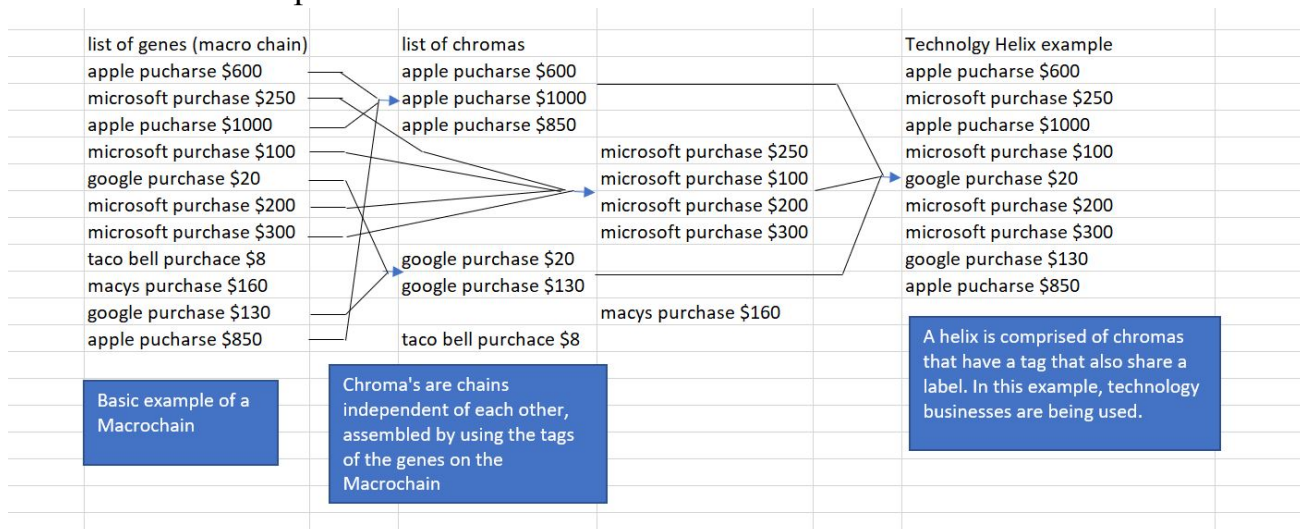 list of genes (macro chain)
apple pucharse $600
microsoft purchase $250
apple pucharse $1000
microsoft purchase $100
google purchase $20
microsoft purchase $200
microsoft purchase $300
taco bell purchace $8
macys purchase $160
google purchase $130
apple pucharse $850
Basic example of a
Macrochain
list of chromas
apple pucharse $600
apple pucharse $1000
apple pucharse $850
microsoft purchase $250
microsoft purchase $100
microsoft purchase $200
microsoft purchase $300
google purchase $20
google purchase $130
macys purchase $160
taco bell purchace $8
Chroma's are chains
independent of each other,
assembled by using the tags
of the genes on the
Macrochain
Technolgy Helix example
apple pucharse $600
microsoft purchase $250
apple pucharse $1000
microsoft purchase $100
google purchase $20
microsoft purchase $200
microsoft purchase $300
google purchase $130
apple pucharse $850
A helix is comprised of chromas
that have a tag that also share a
label. In this example, technology
businesses are being used.